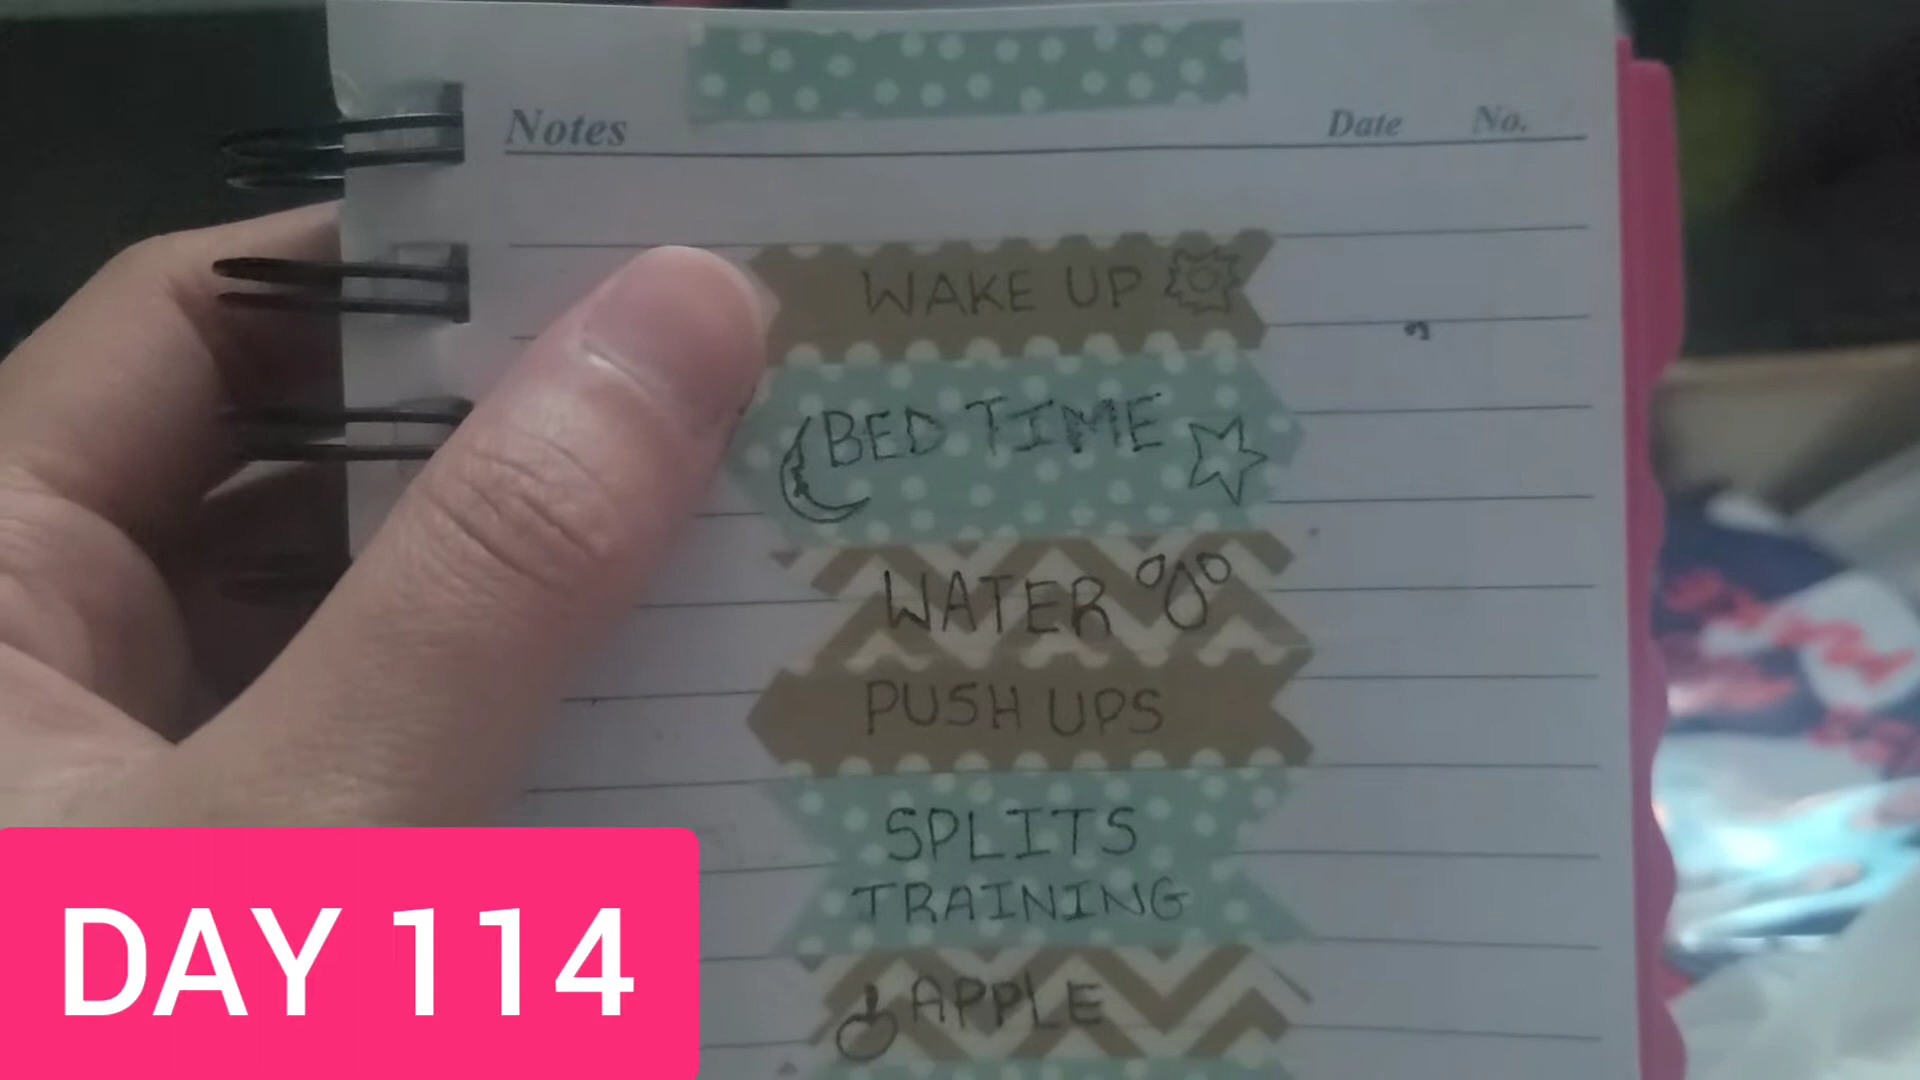 Notes Date No.
WAKE UP
BED TIME
WATER
PUSH UPS
SPLITS
TRAINING
APPLE
DAY 114